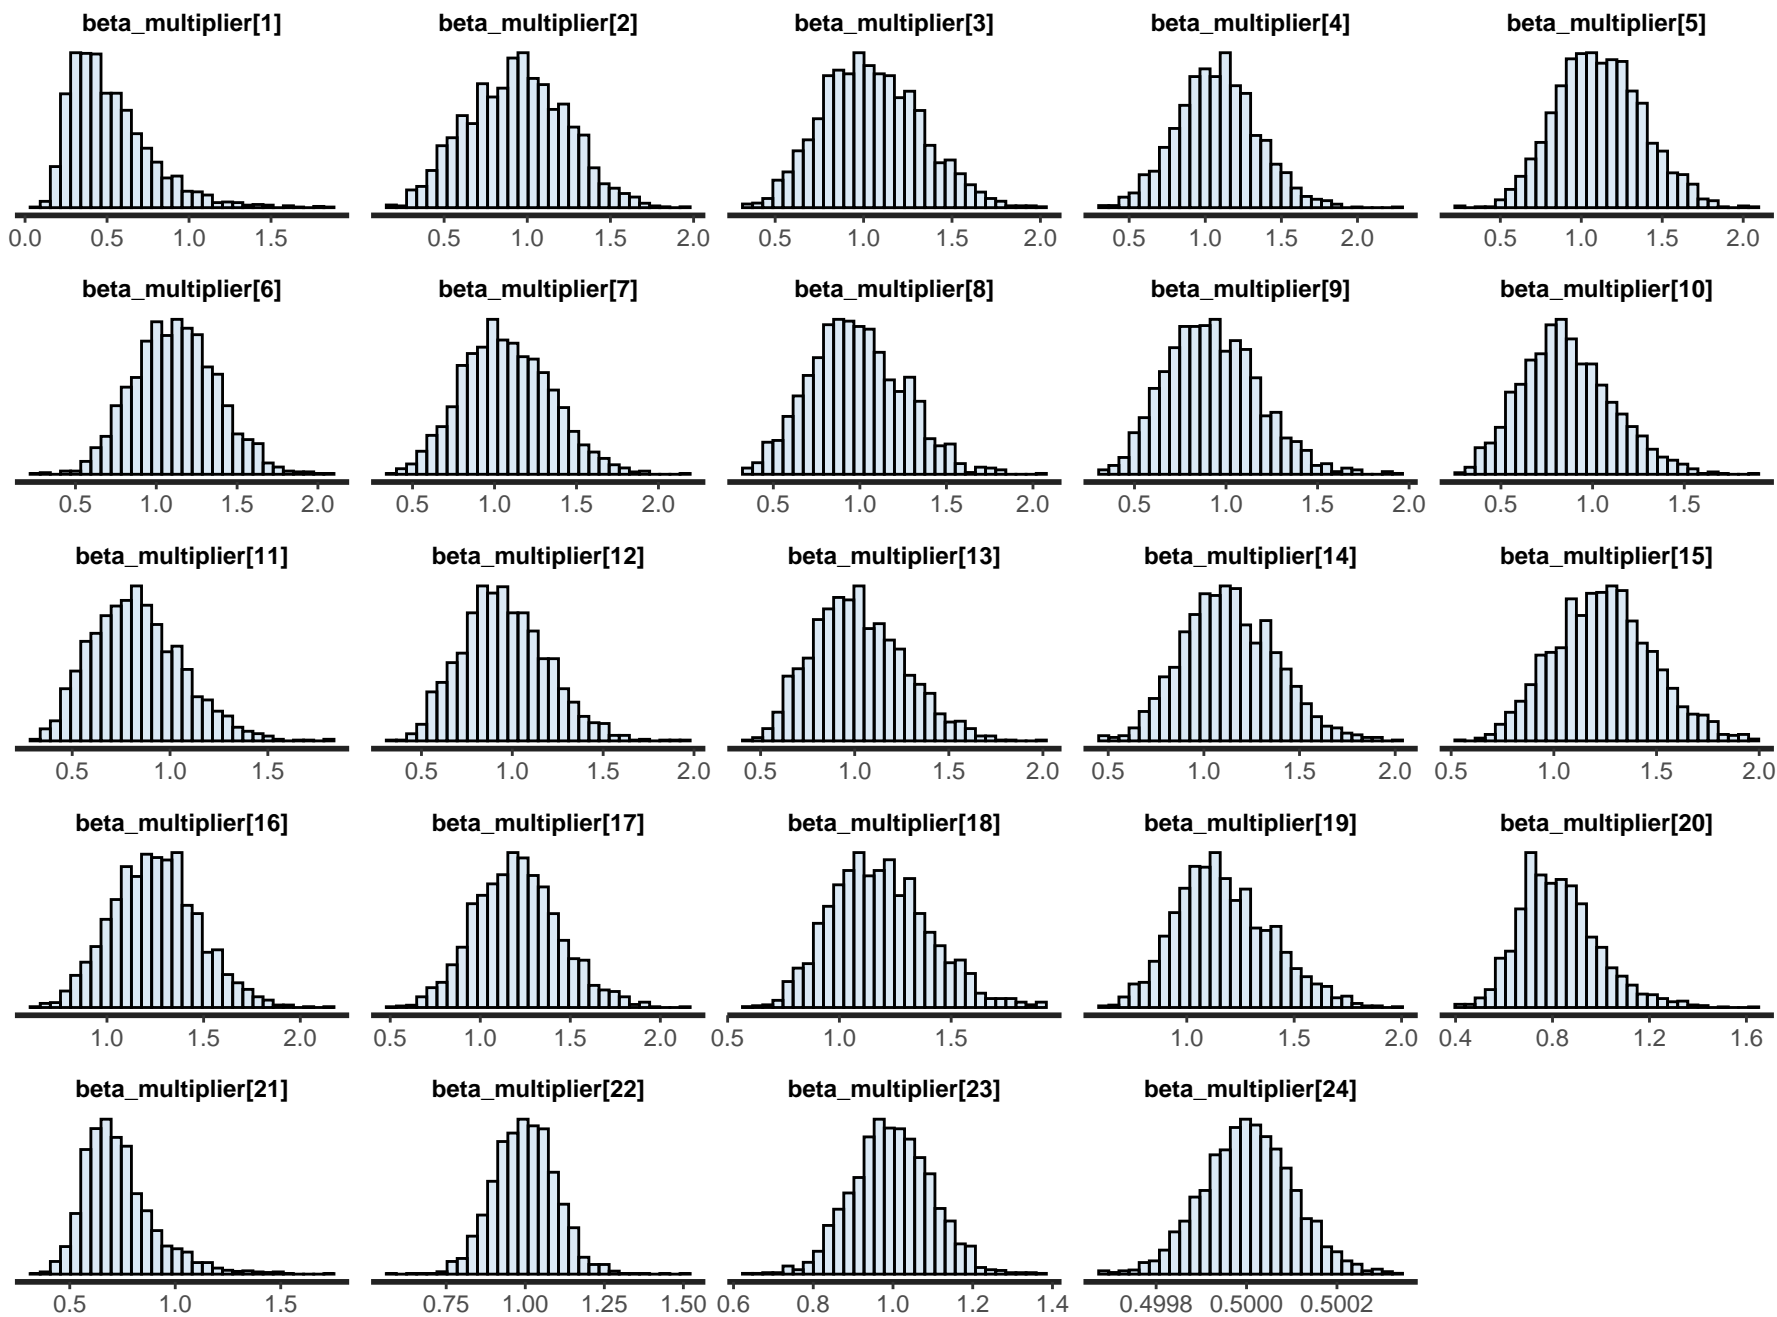 beta_multiplier[1] beta_multiplier[2] beta_multiplier[3] beta_multiplier[4] beta_multiplier[5]
0.0 0.5 1.0 1.5 0.5 1.0 1.5 2.0 0.5 1.0 1.5 2.0 0.5 1.0 1.5 2.0 0.5 1.0 1.5 2.0
beta_multiplier[6] beta_multiplier[7] beta_multiplier[8] beta_multiplier[9] beta_multiplier[10]
0.5 1.0 1.5 2.0 0.5 1.0 1.5 2.0 0.5 1.0 1.5 2.0 0.5 1.0 1.5 2.0 0.5 1.0 1.5
beta_multiplier[11] beta_multiplier[12] beta_multiplier[13] beta_multiplier[14] beta_multiplier[15]
0.5 1.0 1.5 0.5 1.0 1.5 2.0 0.5 1.0 1.5 2.0 0.5 1.0 1.5 2.0 0.5 1.0 1.5 2.0
beta_multiplier[16] beta_multiplier[17] beta_multiplier[18] beta_multiplier[19] beta_multiplier[20]
1.0 1.5 2.0 0.5 1.0 1.5 2.0 0.5 1.0 1.5 1.0 1.5 2.0 0.4 0.8 1.2 1.6
beta_multiplier[21] beta_multiplier[22] beta_multiplier[23] beta_multiplier[24]
0.5 1.0 1.5 0.75 1.00 1.25 1.50 0.6 0.8 1.0 1.2 1.4 0.4998 0.5000 0.5002